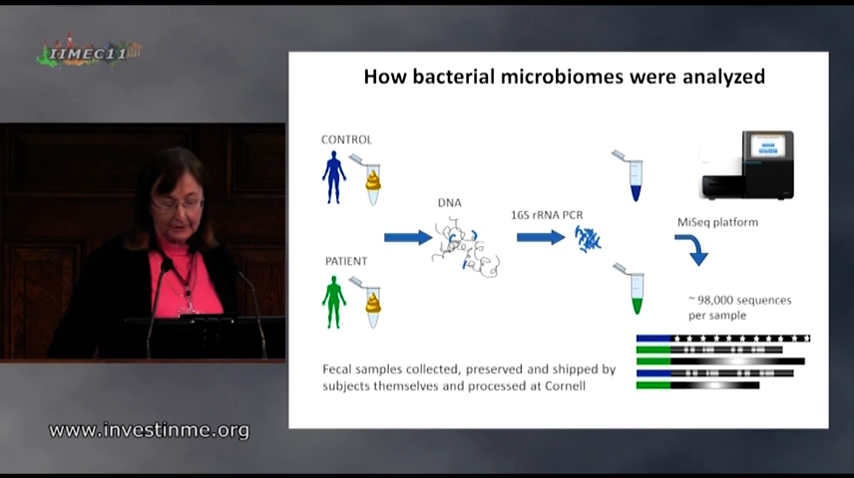 IIMEC11
How bacterial microbiomes were analyzed
CONTROL
DNA
16S rRNA PCR
MiSeq platform
PATIENT
~ 98,000 sequences
per sample
Fecal samples collected, preserved and shipped by
subjects themselves and processed at Cornell
www.investinme.org